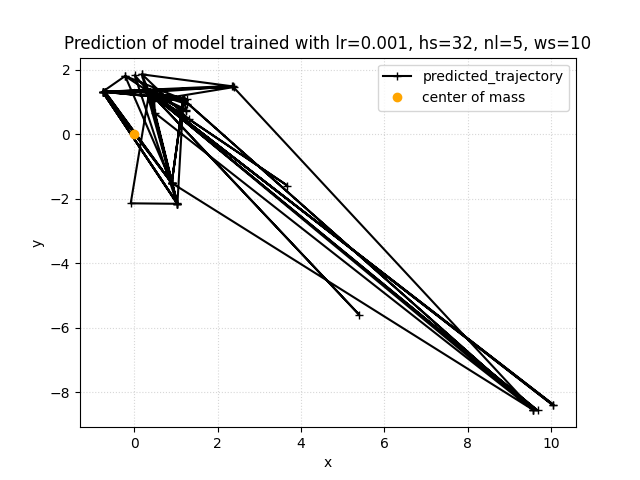 Prediction of model trained with lr=0.001, hs=32, nl=5, ws=10
predicted_trajectory
center of mass
2
0
−2
−4
−6
−8
y
0
2
4
6
8
10
x